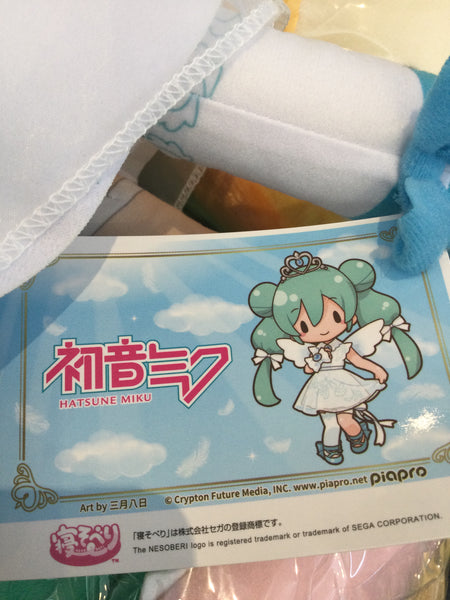 初音ミク
HATSUNE MIKU
Art by 三月八日
© Crypton Future Media, INC. www.piapro.net piapro
寝そべり
TM
「寝そべり」は株式会社セガの登録商標です。
The NESOBERI logo is registered trademark or trademark of SEGA CORPORATION.